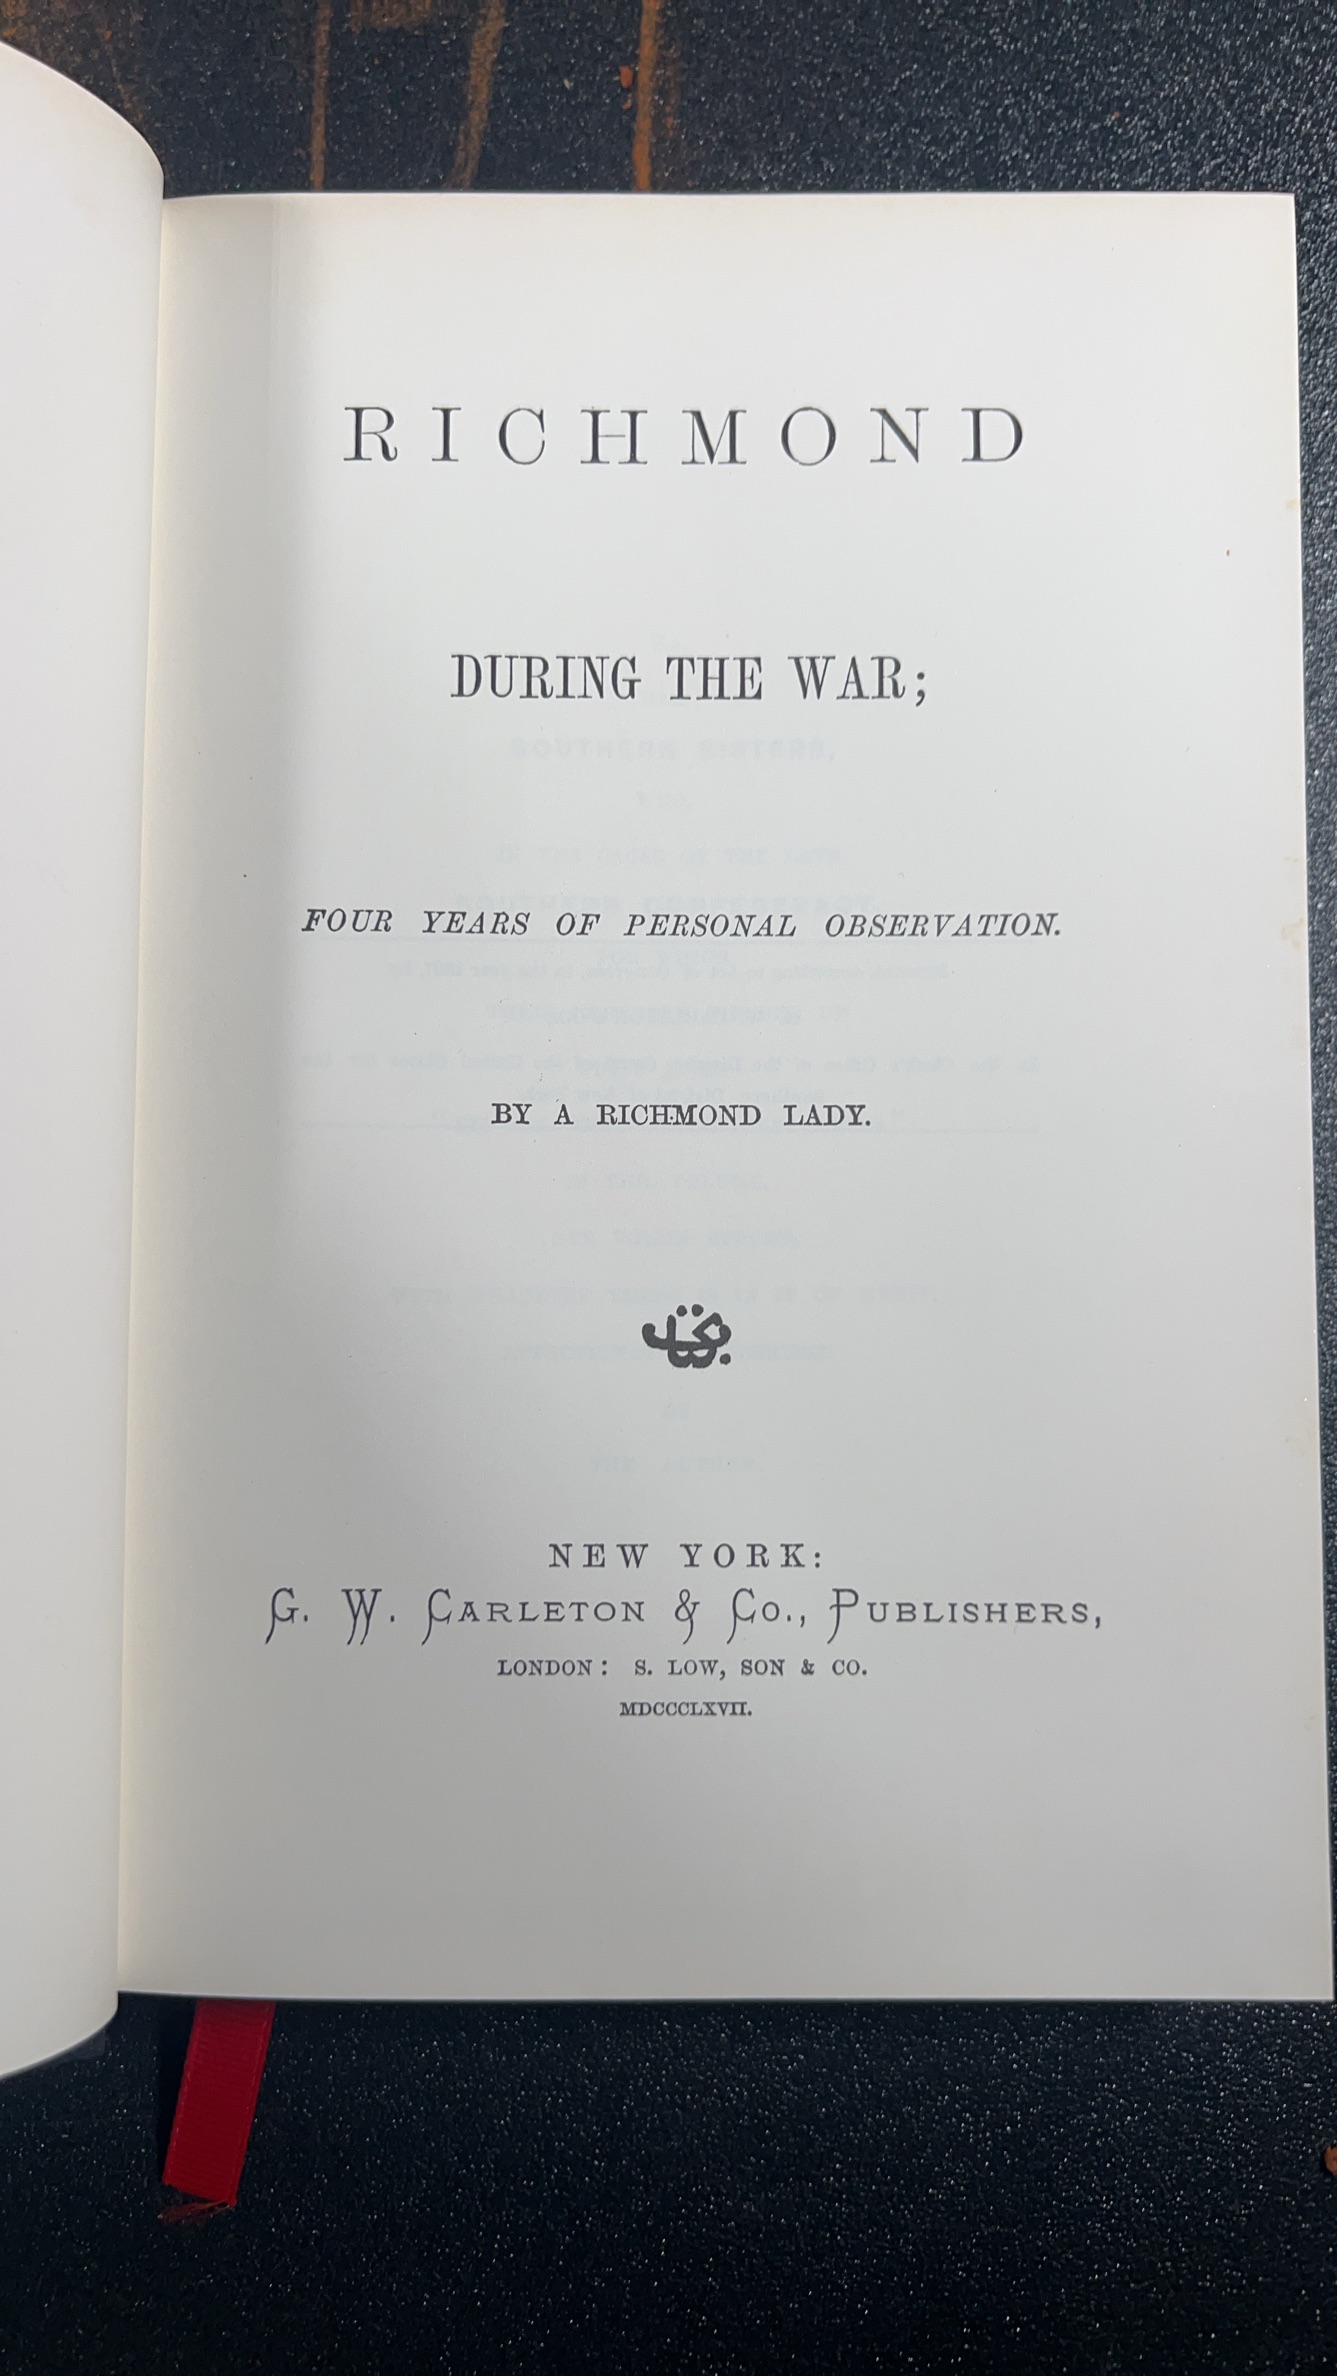 RICHMOND
DURING THE WAR;
FOUR YEARS OF PERSONAL OBSERVATION.
BY A RICHMOND LADY.
NEW YORK:
G. W. CARLETON & CO., PUBLISHERS,
LONDON: S. LOW, SON & CO.
MDCCCLXVII.